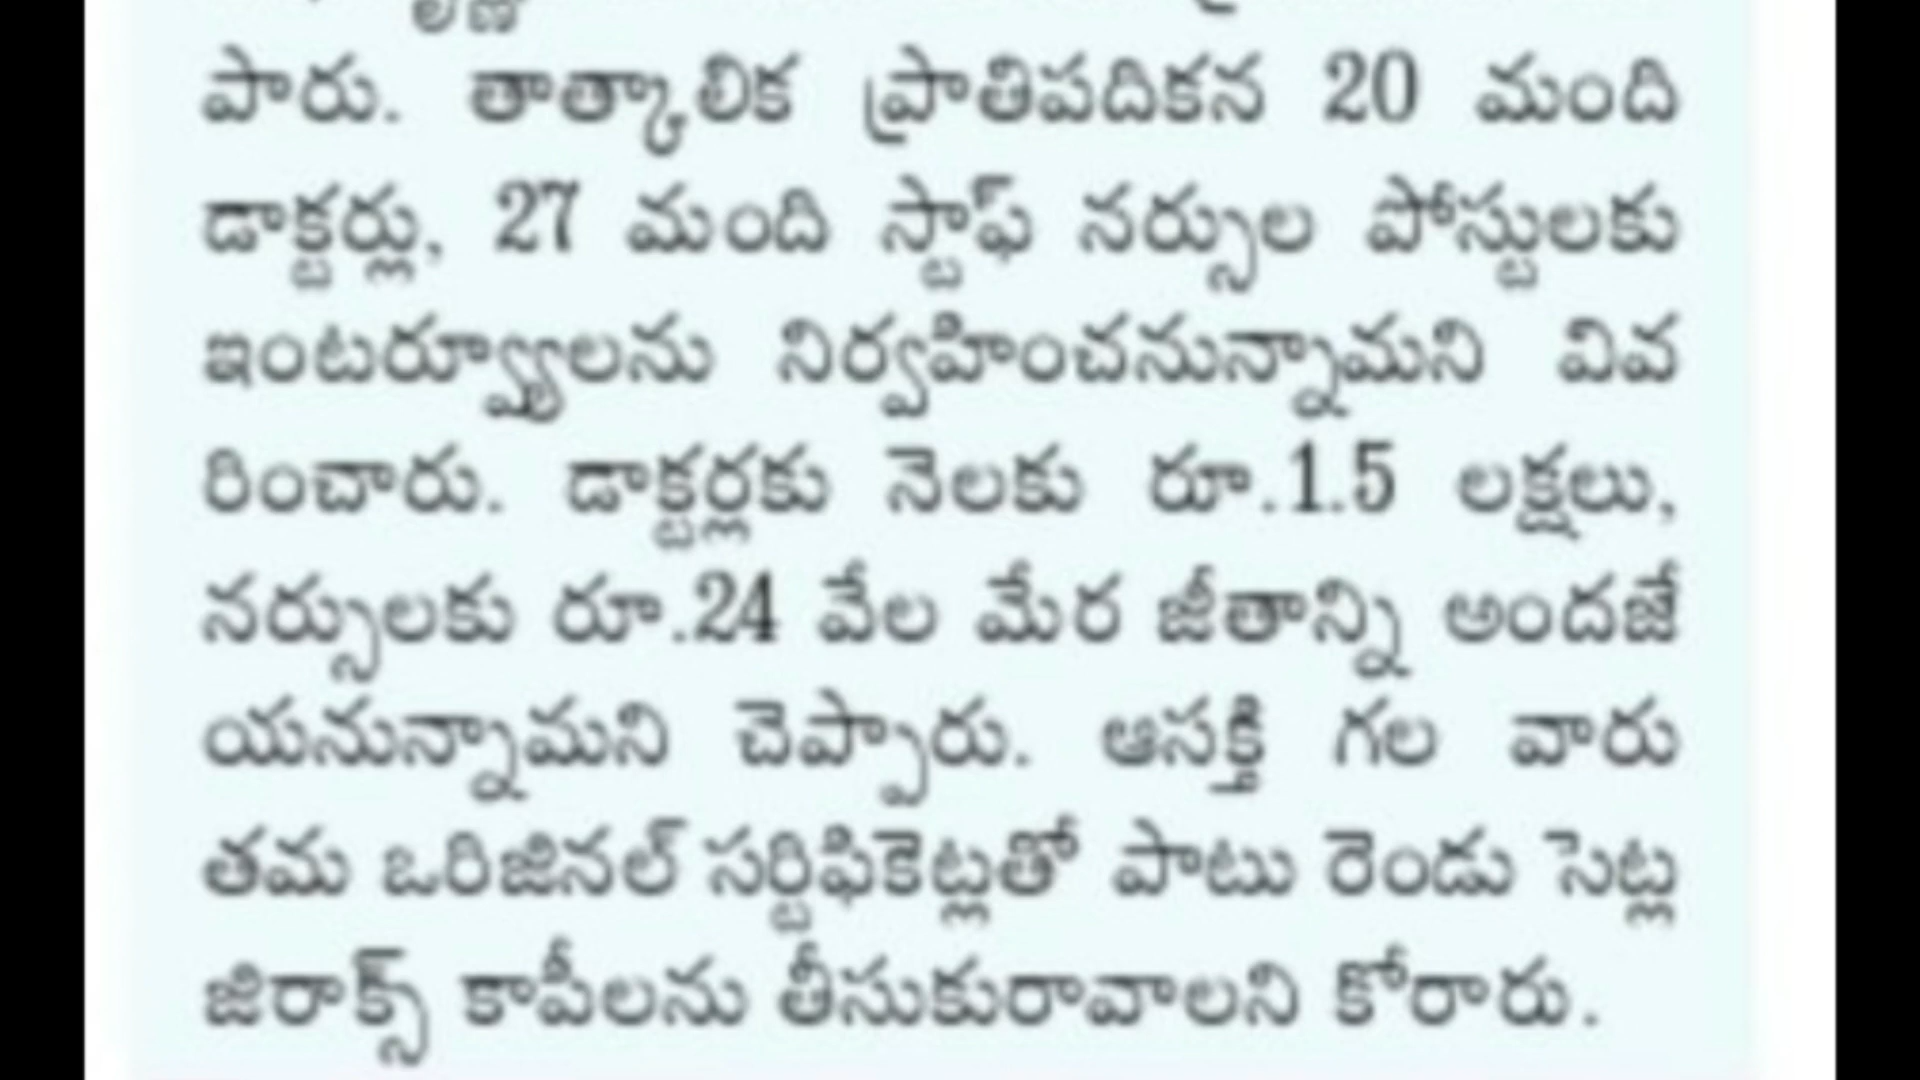 పారు. తాత్కాలిక ప్రాతిపదికన 20 మంది
డాక్టర్లు, 27 మంది స్టాఫ్ నర్సుల పోస్టులకు
ఇంటర్వ్యూలను నిర్వహించనున్నామని వివ
రించారు. డాక్టర్లకు నెలకు రూ.1.5 లక్షలు,
నర్సులకు రూ.24 వేల మేర జీతాన్ని అందజే
యనున్నామని చెప్పారు. ఆసక్తి గల వారు
తమ ఒరిజినల్ సర్టిఫికెట్లతో పాటు రెండు సెట్ల
జిరాక్స్ కాపీలను తీసుకురావాలని కోరారు.